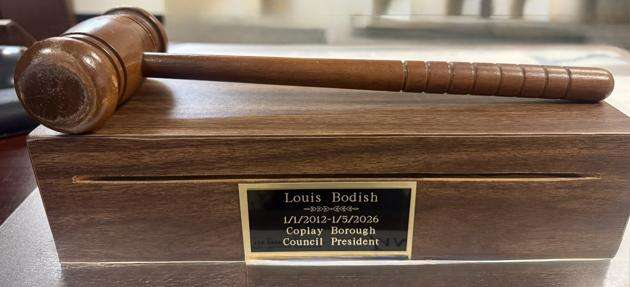 Louis Bodish
1/1/2012-1/5/2026
Coplay Borough
Council President